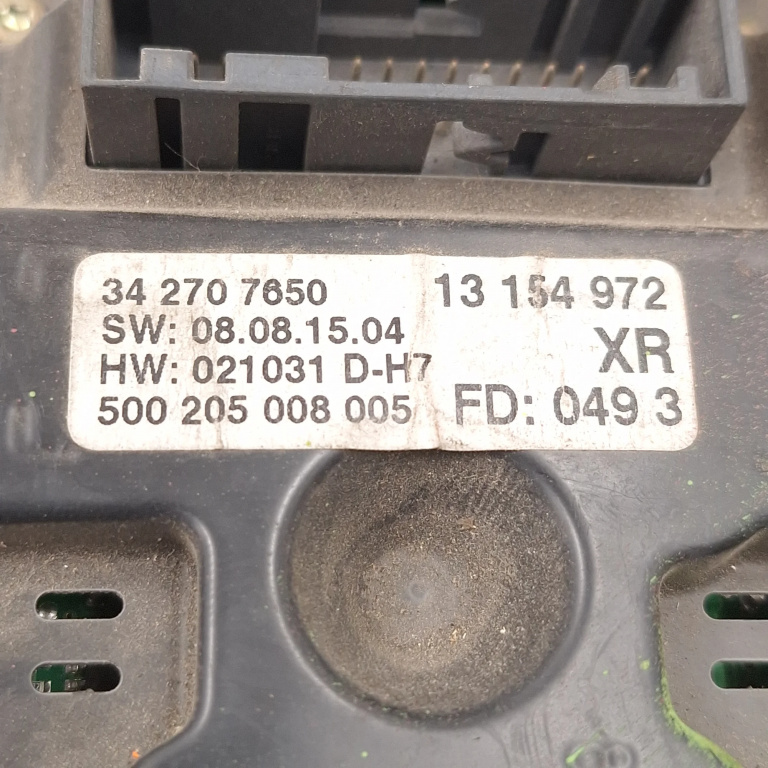 34 270 7650
SW: 08.08.15.04
HW: 021031 D-H7
500 205 008 005
13 154 972
XR
FD: 049 3